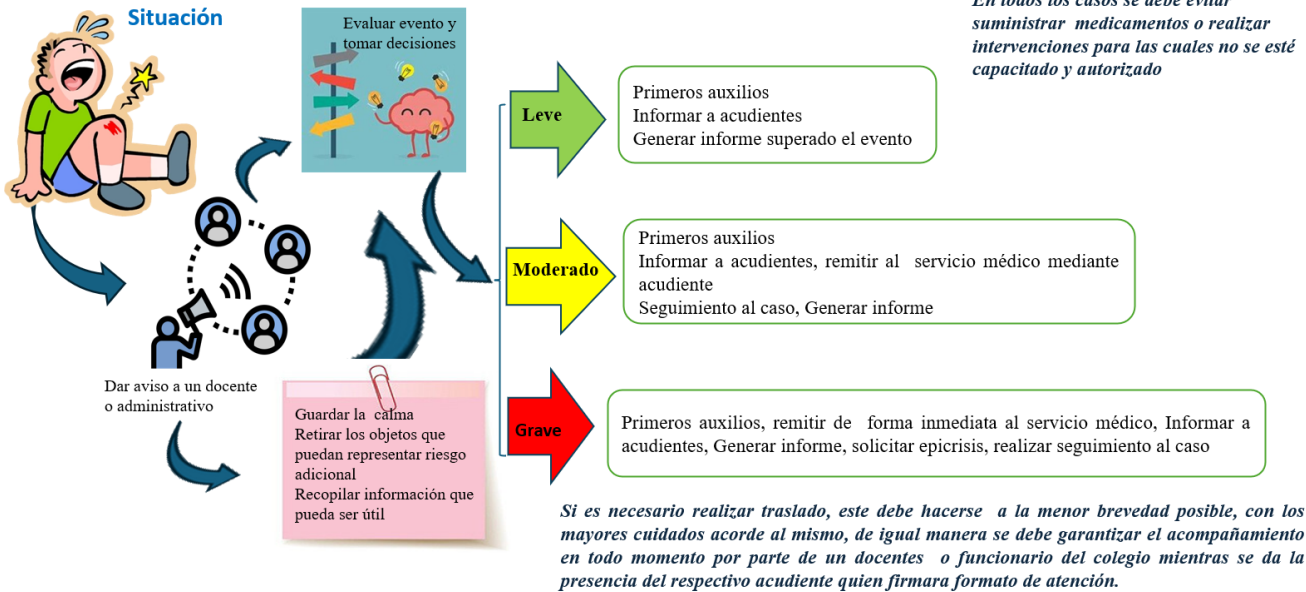 Situación
Evaluar evento y
tomar decisiones
En todos los casos se debe evitar
suministrar medicamentos o realizar
intervenciones para las cuales no se esté
capacitado y autorizado
Leve
Primeros auxilios
Informar a acudientes
Generar informe superado el evento
Moderado
Primeros auxilios
Informar a acudientes, remitir al servicio médico mediante
acudiente
Seguimiento al caso, Generar informe
Dar aviso a un docente
o administrativo
Guardar la calma
Retirar los objetos que
puedan representar riesgo
adicional
Recopilar información que
pueda ser útil
Grave
Primeros auxilios, remitir de forma inmediata al servicio médico, Informar a
acudientes, Generar informe, solicitar epicrisis, realizar seguimiento al caso
Si es necesario realizar traslado, este debe hacerse a la menor brevedad posible, con los
mayores cuidados acorde al mismo, de igual manera se debe garantizar el acompañamiento
en todo momento por parte de un docentes o funcionario del colegio mientras se da la
presencia del respectivo acudiente quien firmara formato de atención.